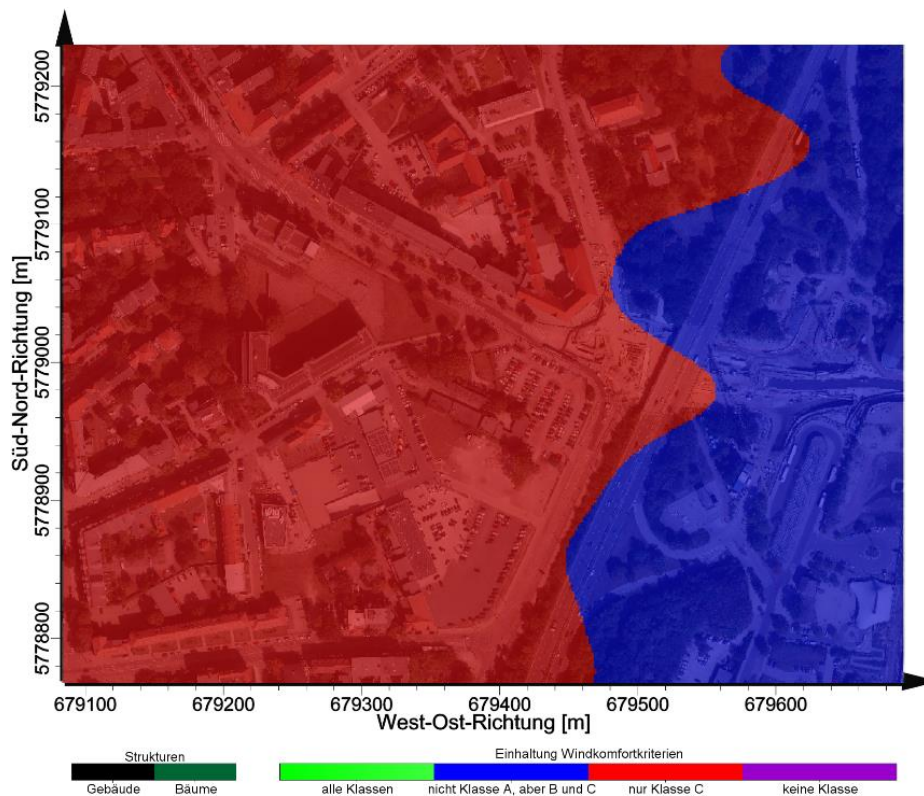 5779200
5779100
5779000
5778900
5778800
Süd-Nord-Richtung [m]
679100 679200 679300 679400 679500 679600
West-Ost-Richtung [m]
Strukturen
Gebäude Bäume
Einhaltung Windkomfortkriterien
alle Klassen nicht Klasse A, aber B und C nur Klasse C keine Klasse